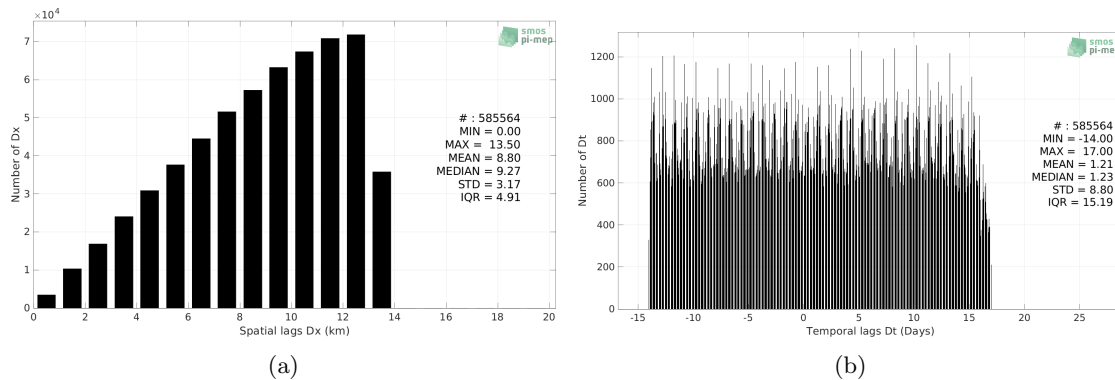 ×10⁴
7
6
5
4
3
2
1
0
Number of Dx
0 2 4 6 8 10 12 14 16 18 20
Spatial lags Dx (km)
smos
pi-mep
# : 585564
MIN = 0.00
MAX = 13.50
MEAN = 8.80
MEDIAN = 9.27
STD = 3.17
IQR = 4.91
(a)
1200
1000
800
600
400
200
0
Number of Dt
-15 -10 -5 0 5 10 15 20 25
Temporal lags Dt (Days)
smos
pi-me
# : 585564
MIN = -14.00
MAX = 17.00
MEAN = 1.21
MEDIAN = 1.23
STD = 8.80
IQR = 15.19
(b)